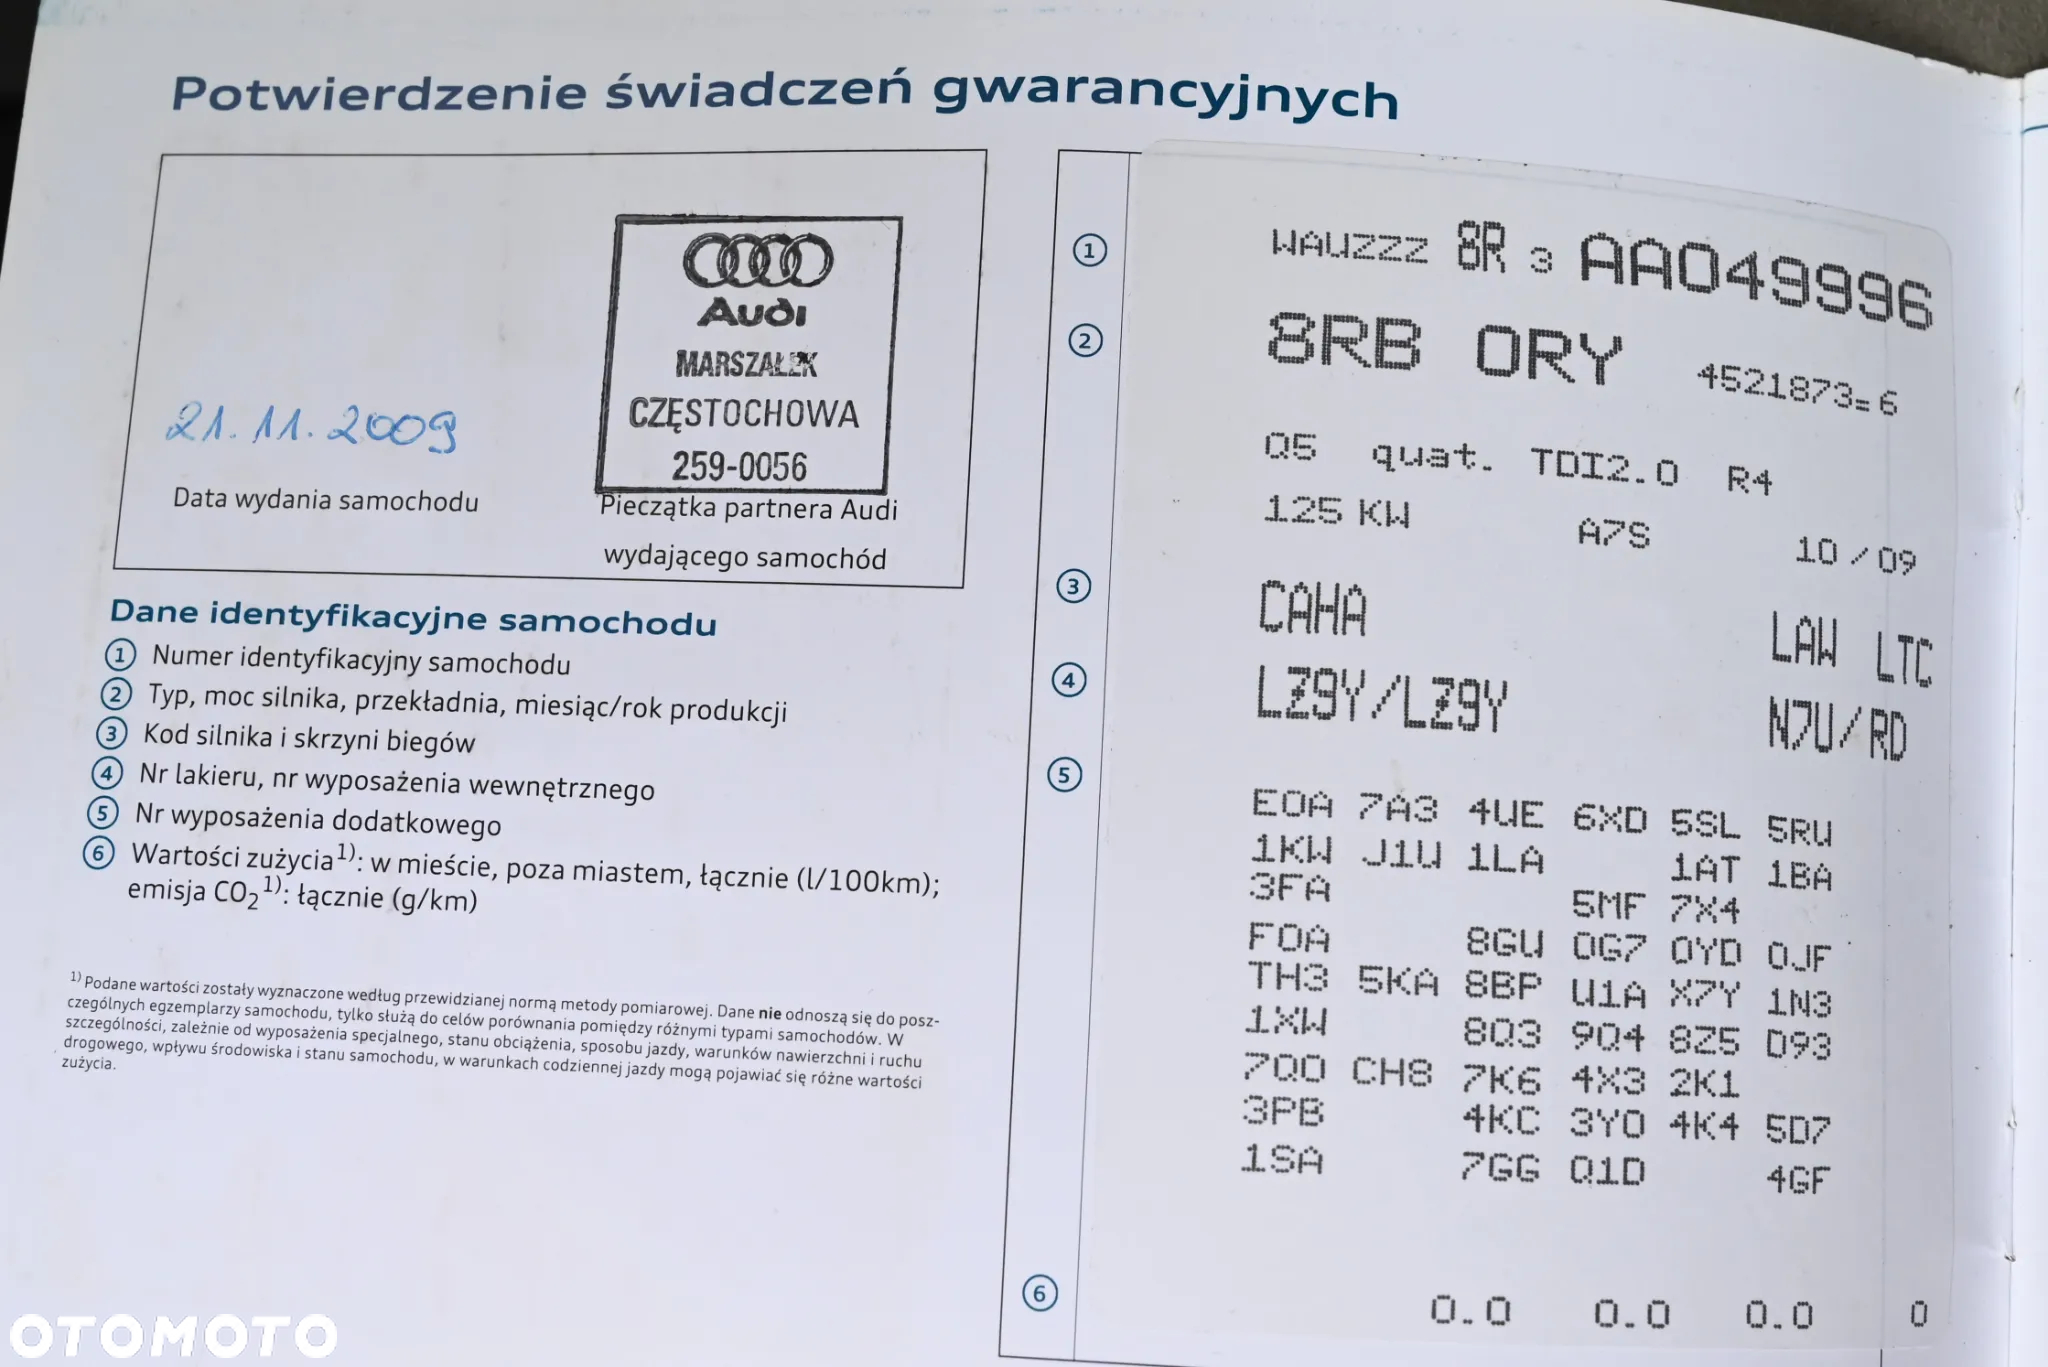 Potwierdzenie świadczeń gwarancyjnych
Audi
MARSZAŁEK
CZĘSTOCHOWA
259-0056
21.11.2009
Data wydania samochodu
Pieczątka partnera Audi
wydającego samochód
Dane identyfikacyjne samochodu
1 Numer identyfikacyjny samochodu
2 Typ, moc silnika, przekładnia, miesiąc/rok produkcji
3 Kod silnika i skrzyni biegów
4 Nr lakieru, nr wyposażenia wewnętrznego
5 Nr wyposażenia dodatkowego
6 Wartości zużycia1): w mieście, poza miastem, łącznie (l/100km);
emisja CO2 1): łącznie (g/km)
1) Podane wartości zostały wyznaczone według przewidzianej normą metody pomiarowej. Dane nie odnoszą się do posz-
czególnych egzemplarzy samochodu, tylko służą do celów porównania pomiędzy różnymi typami samochodów. W
szczególności, zależnie od wyposażenia specjalnego, stanu obciążenia, sposobu jazdy, warunków nawierzchni i ruchu
drogowego, wpływu środowiska i stanu samochodu, w warunkach codziennej jazdy mogą pojawiać się różne wartości
zużycia.
1 WAUZZZ 8R 3 AA049996
2 8RB 0RY 4521873=6
Q5 quat. TDI2.0 R4
125 KW A7S 10/09
3 CAHA LAW LTC
4 LZ9Y/LZ9Y N7U/RD
5 E0A 7A3 4UE 6XD 5SL 5RU
1KW J1U 1LA 1AT 1BA
3FA 5MF 7X4
F0A 8GU 0G7 0YD 0JF
TH3 5KA 8BP U1A X7Y 1N3
1XW 8Q3 9Q4 8Z5 D93
7Q0 CH8 7K6 4X3 2K1
3PB 4KC 3Y0 4K4 5D7
1SA 7GG Q1D 4GF
6 0.0 0.0 0.0 0
OTOMOTO